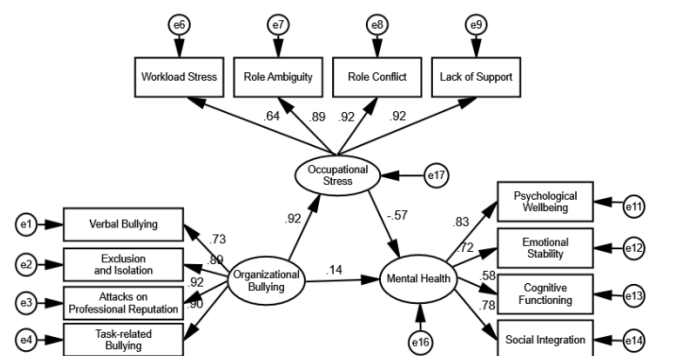 e6
e7
e8
e9
Workload Stress
Role Ambiguity
Role Conflict
Lack of Support
.64
.89
.92
.92
Occupational
Stress
e17
Psychological
Wellbeing
e11
e1
Verbal Bullying
.73
.92
-.57
.83
.72
Emotional
Stability
e12
e2
Exclusion
and Isolation
.89
Organizational
Bullying
.14
Mental Health
.58
Cognitive
Functioning
e13
e3
Attacks on
Professional Reputation
.92
.90
.78
e4
Task-related
Bullying
e16
Social Integration
e14